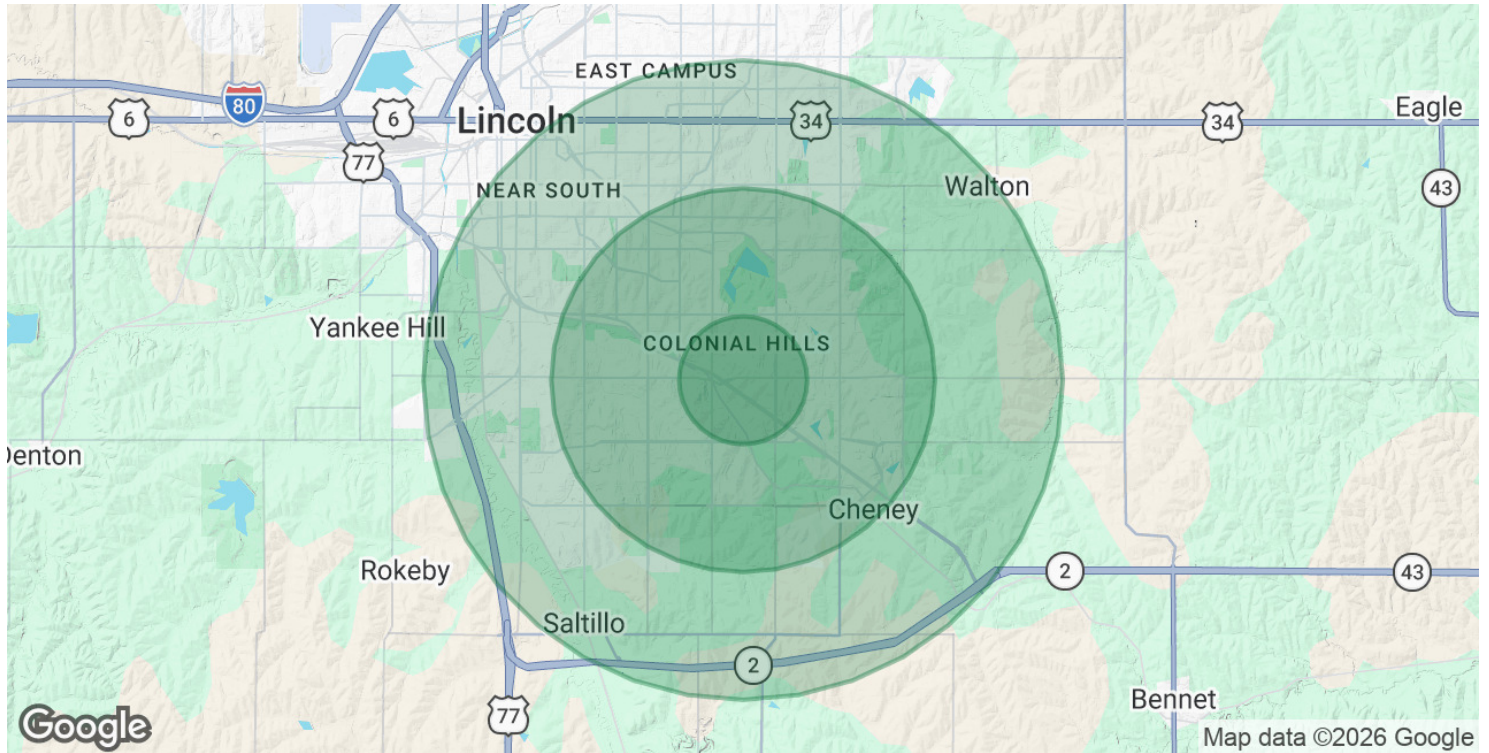 EAST CAMPUS
80
6
6
Lincoln
34
34
Eagle
77
NEAR SOUTH
Walton
43
Yankee Hill
COLONIAL HILLS
Denton
Cheney
Rokeby
2
43
Saltillo
2
77
Bennet
Google
Map data ©2026 Google